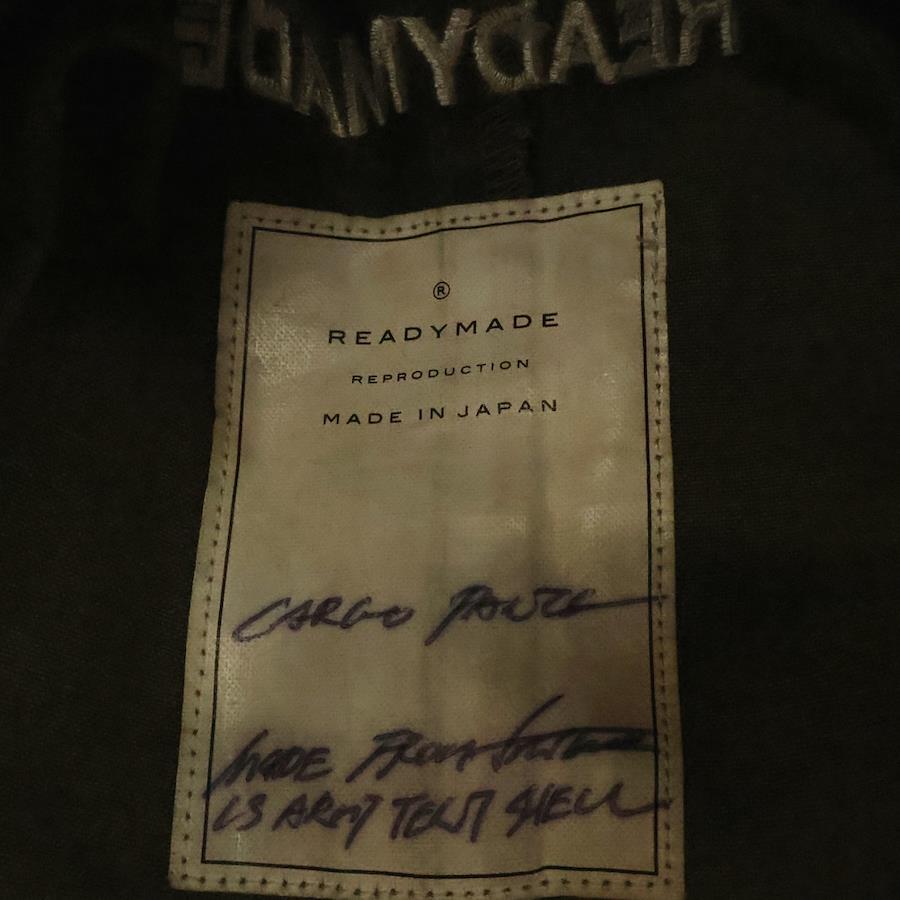 READYMADE
®
READYMADE
REPRODUCTION
MADE IN JAPAN
CARGO PANTS
MADE FROM
US ARMY TENT SHELL